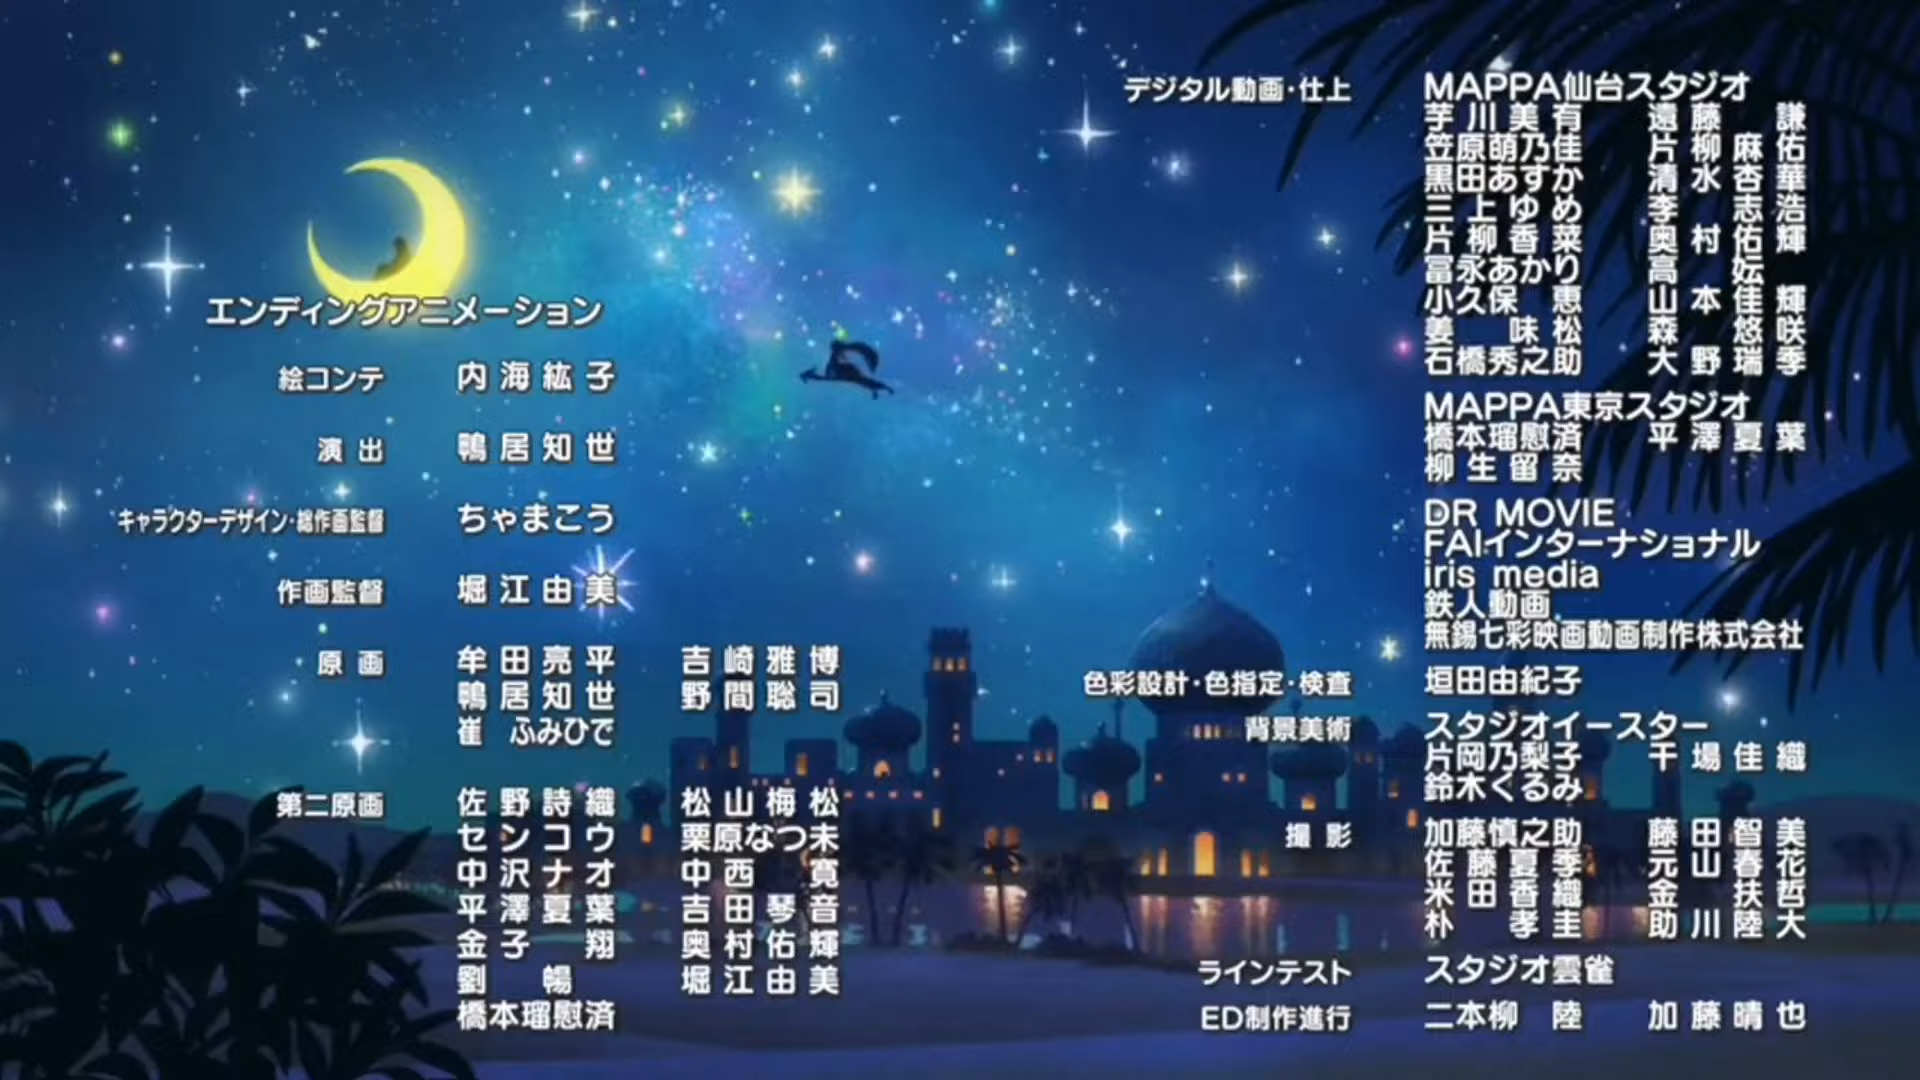 エンディングアニメーション
絵コンテ 内海紘子
演出 鴨居知世
キャラクターデザイン・総作画監督 ちゃまこう
作画監督 堀江由美
原画 牟田亮平 吉崎雅博
鴨居知世 野間聡司
崔 ふみひで
第二原画 佐野詩織 松山梅松
センコウ 栗原なつ未
中沢ナオ 中西 寛
平澤夏葉 吉田琴音
金子 翔 奥村佑輝
劉 暢 堀江由美
橋本瑠慰済
デジタル動画・仕上 MAPPA仙台スタジオ
芋川美有 遠藤 謙
笠原萌乃佳 片柳麻佑
黒田あすか 清水杏華
三上ゆめ 李 志浩
片柳香菜 奥村佑輝
冨永あかり 高 妘
小久保 恵 山本佳輝
姜 味松 森 悠咲
石橋秀之助 大野瑞季
MAPPA東京スタジオ
橋本瑠慰済 平澤夏葉
柳生留奈
DR MOVIE
FAIインターナショナル
iris media
鉄人動画
無錫七彩映画動画制作株式会社
色彩設計・色指定・検査 垣田由紀子
背景美術 スタジオイースター
片岡乃梨子 干場佳織
鈴木くるみ
撮影 加藤慎之助 藤田智美
佐藤夏季 元山春花
米田香織 金 扶哲
朴 孝圭 助川陸大
ラインテスト スタジオ雲雀
ED制作進行 二本柳 陸 加藤晴也